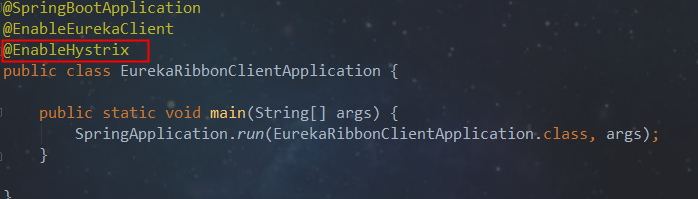 @SpringBootApplication
@EnableEurekaClient
@EnableHystrix
public class EurekaRibbonClientApplication {
public static void main(String[] args) {
SpringApplication.run(EurekaRibbonClientApplication.class, args);
}
}